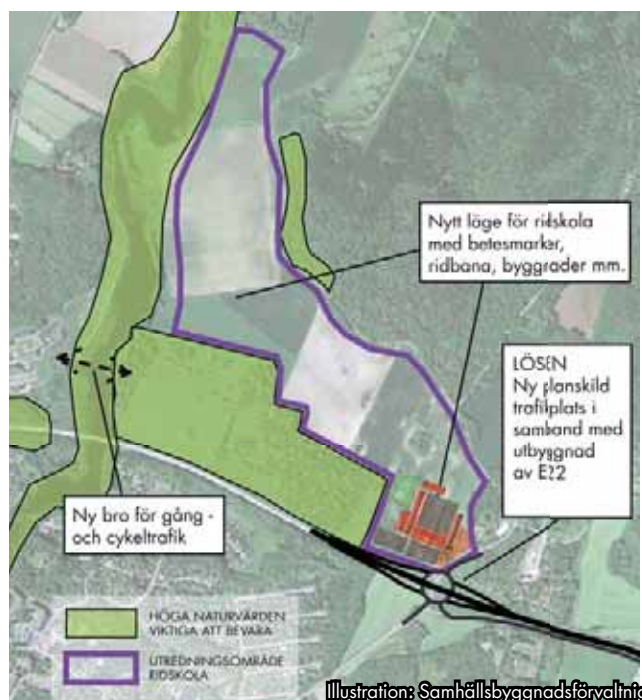 Nytt läge för ridskola
med betesmarker,
ridbana, byggrader mm.
LÖSEN
Ny planskild
trafikplats i
samband med
utbyggnad
av E22
Ny bro för gång -
och cykeltrafik
HÖGA NATURVÄRDEN
VIKTIGA ATT BEVARA
UTREDNINGSOMRÅDE
RIDSKOLA
Illustration: Samhällsbyggnadsförvaltnin